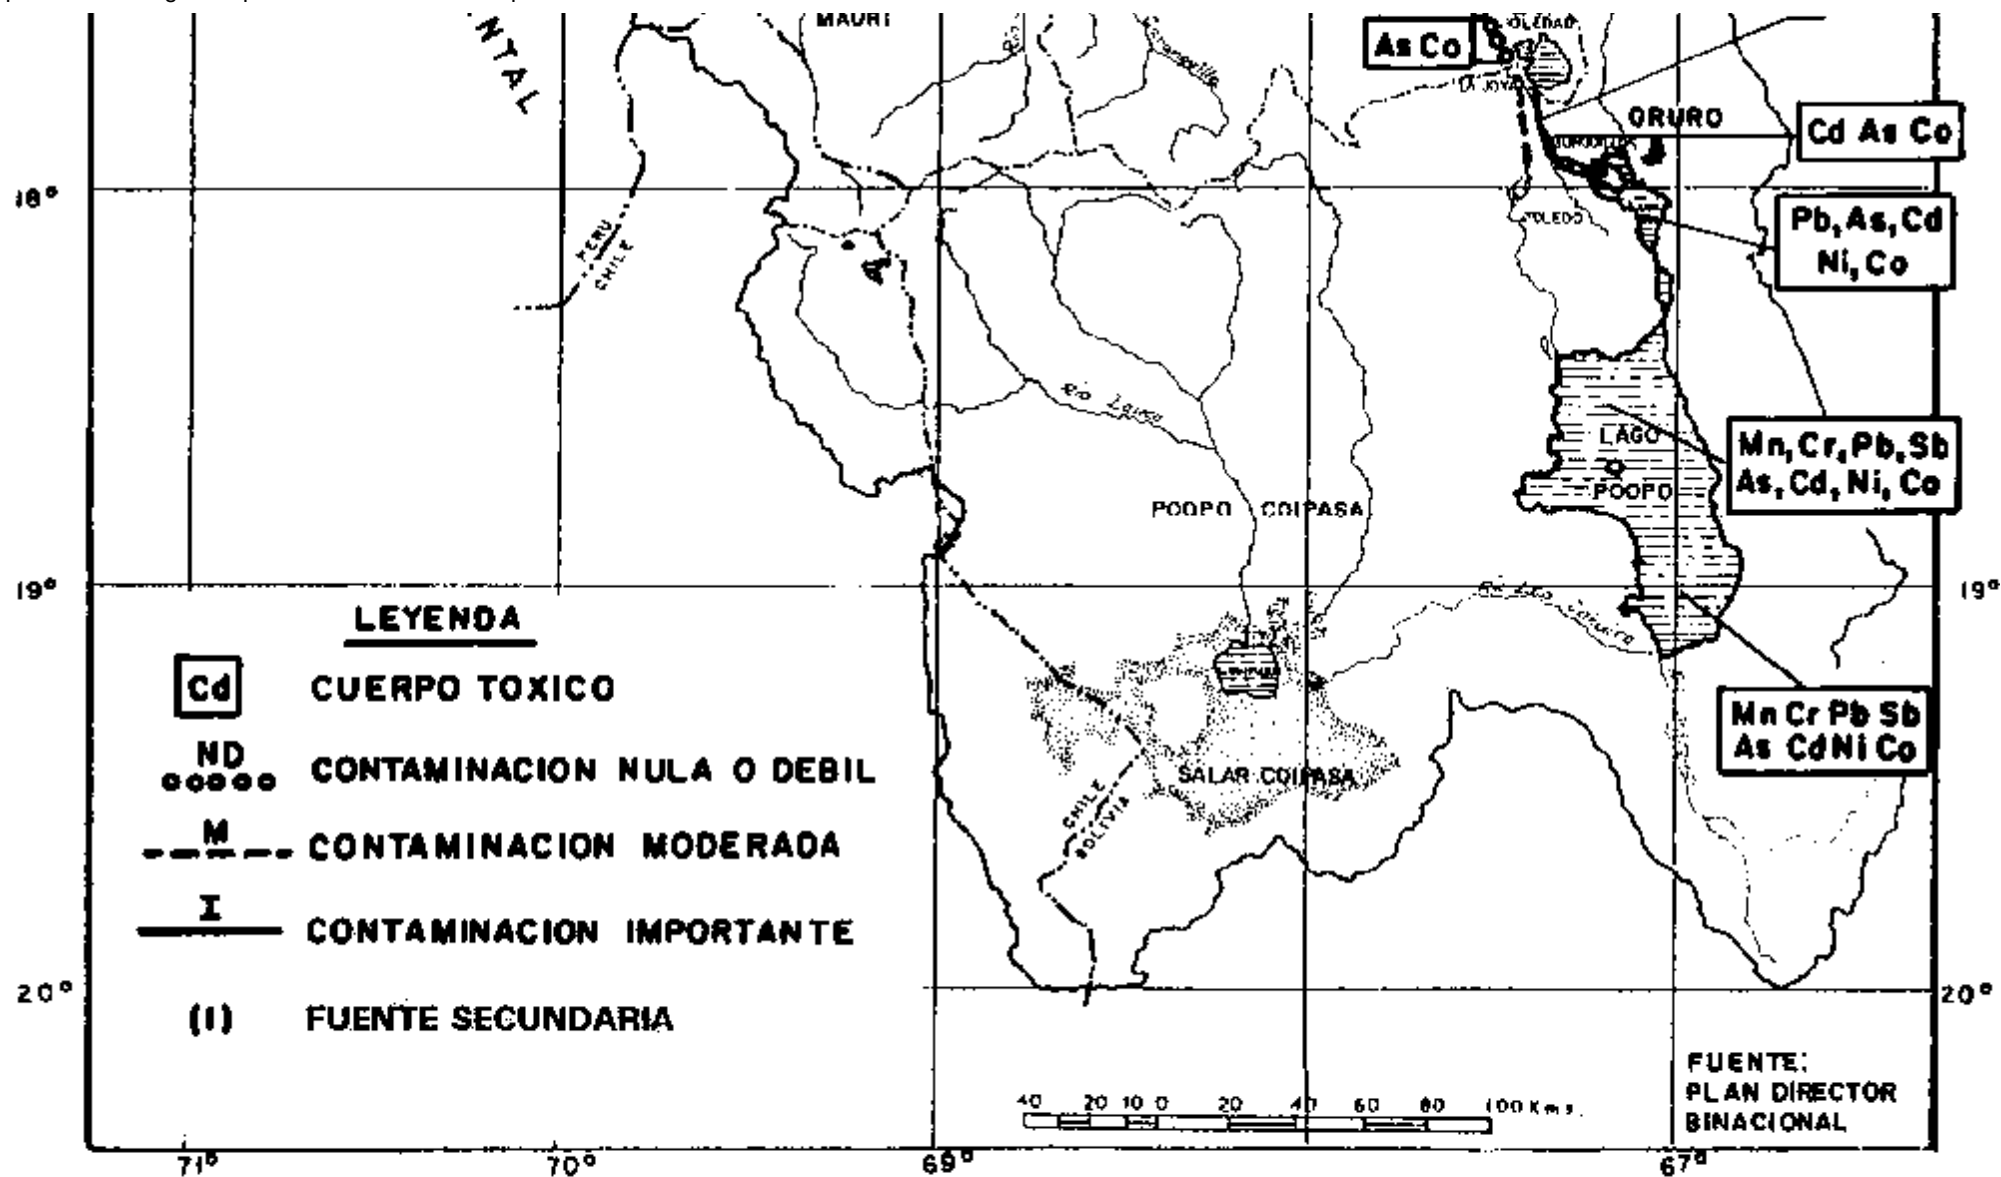 NTAL
MAURI
As Co
ORURO
Cd As Co
18°
PERU
CHILE
TOLEDO
Pb, As, Cd
Ni, Co
Rio Lauca
LAGO
POOPO
Mn, Cr, Pb, Sb
As, Cd, Ni, Co
POOPO COIPASA
19°
19°
LEYENDA
Cd CUERPO TOXICO
ND CONTAMINACION NULA O DEBIL
M CONTAMINACION MODERADA
I CONTAMINACION IMPORTANTE
(I) FUENTE SECUNDARIA
Mn Cr Pb Sb
As Cd Ni Co
SALAR COIPASA
CHILE
BOLIVIA
20°
20°
FUENTE:
PLAN DIRECTOR
BINACIONAL
40 20 10 0 20 40 60 80 100 Kms.
71° 70° 69° 67°